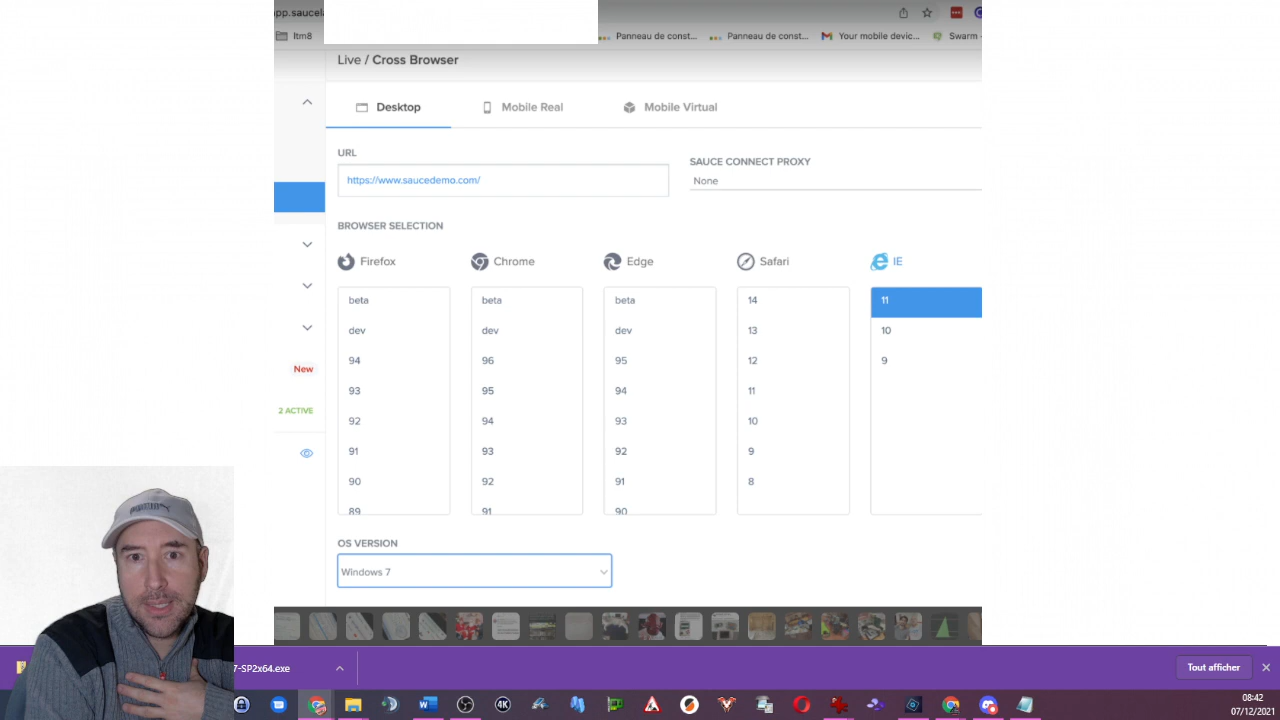 app.saucela
ltm8
Panneau de const...
Panneau de const...
Your mobile devic...
Swarm -
Live / Cross Browser
Desktop
Mobile Real
Mobile Virtual
URL
https://www.saucedemo.com/
SAUCE CONNECT PROXY
None
BROWSER SELECTION
Firefox
Chrome
Edge
Safari
IE
beta
dev
94
93
92
91
90
89
beta
dev
96
95
94
93
92
91
beta
dev
95
94
93
92
91
90
14
13
12
11
10
9
8
11
10
9
New
2 ACTIVE
OS VERSION
Windows 7
7-SP2x64.exe
Tout afficher
4K
08:42
07/12/2021